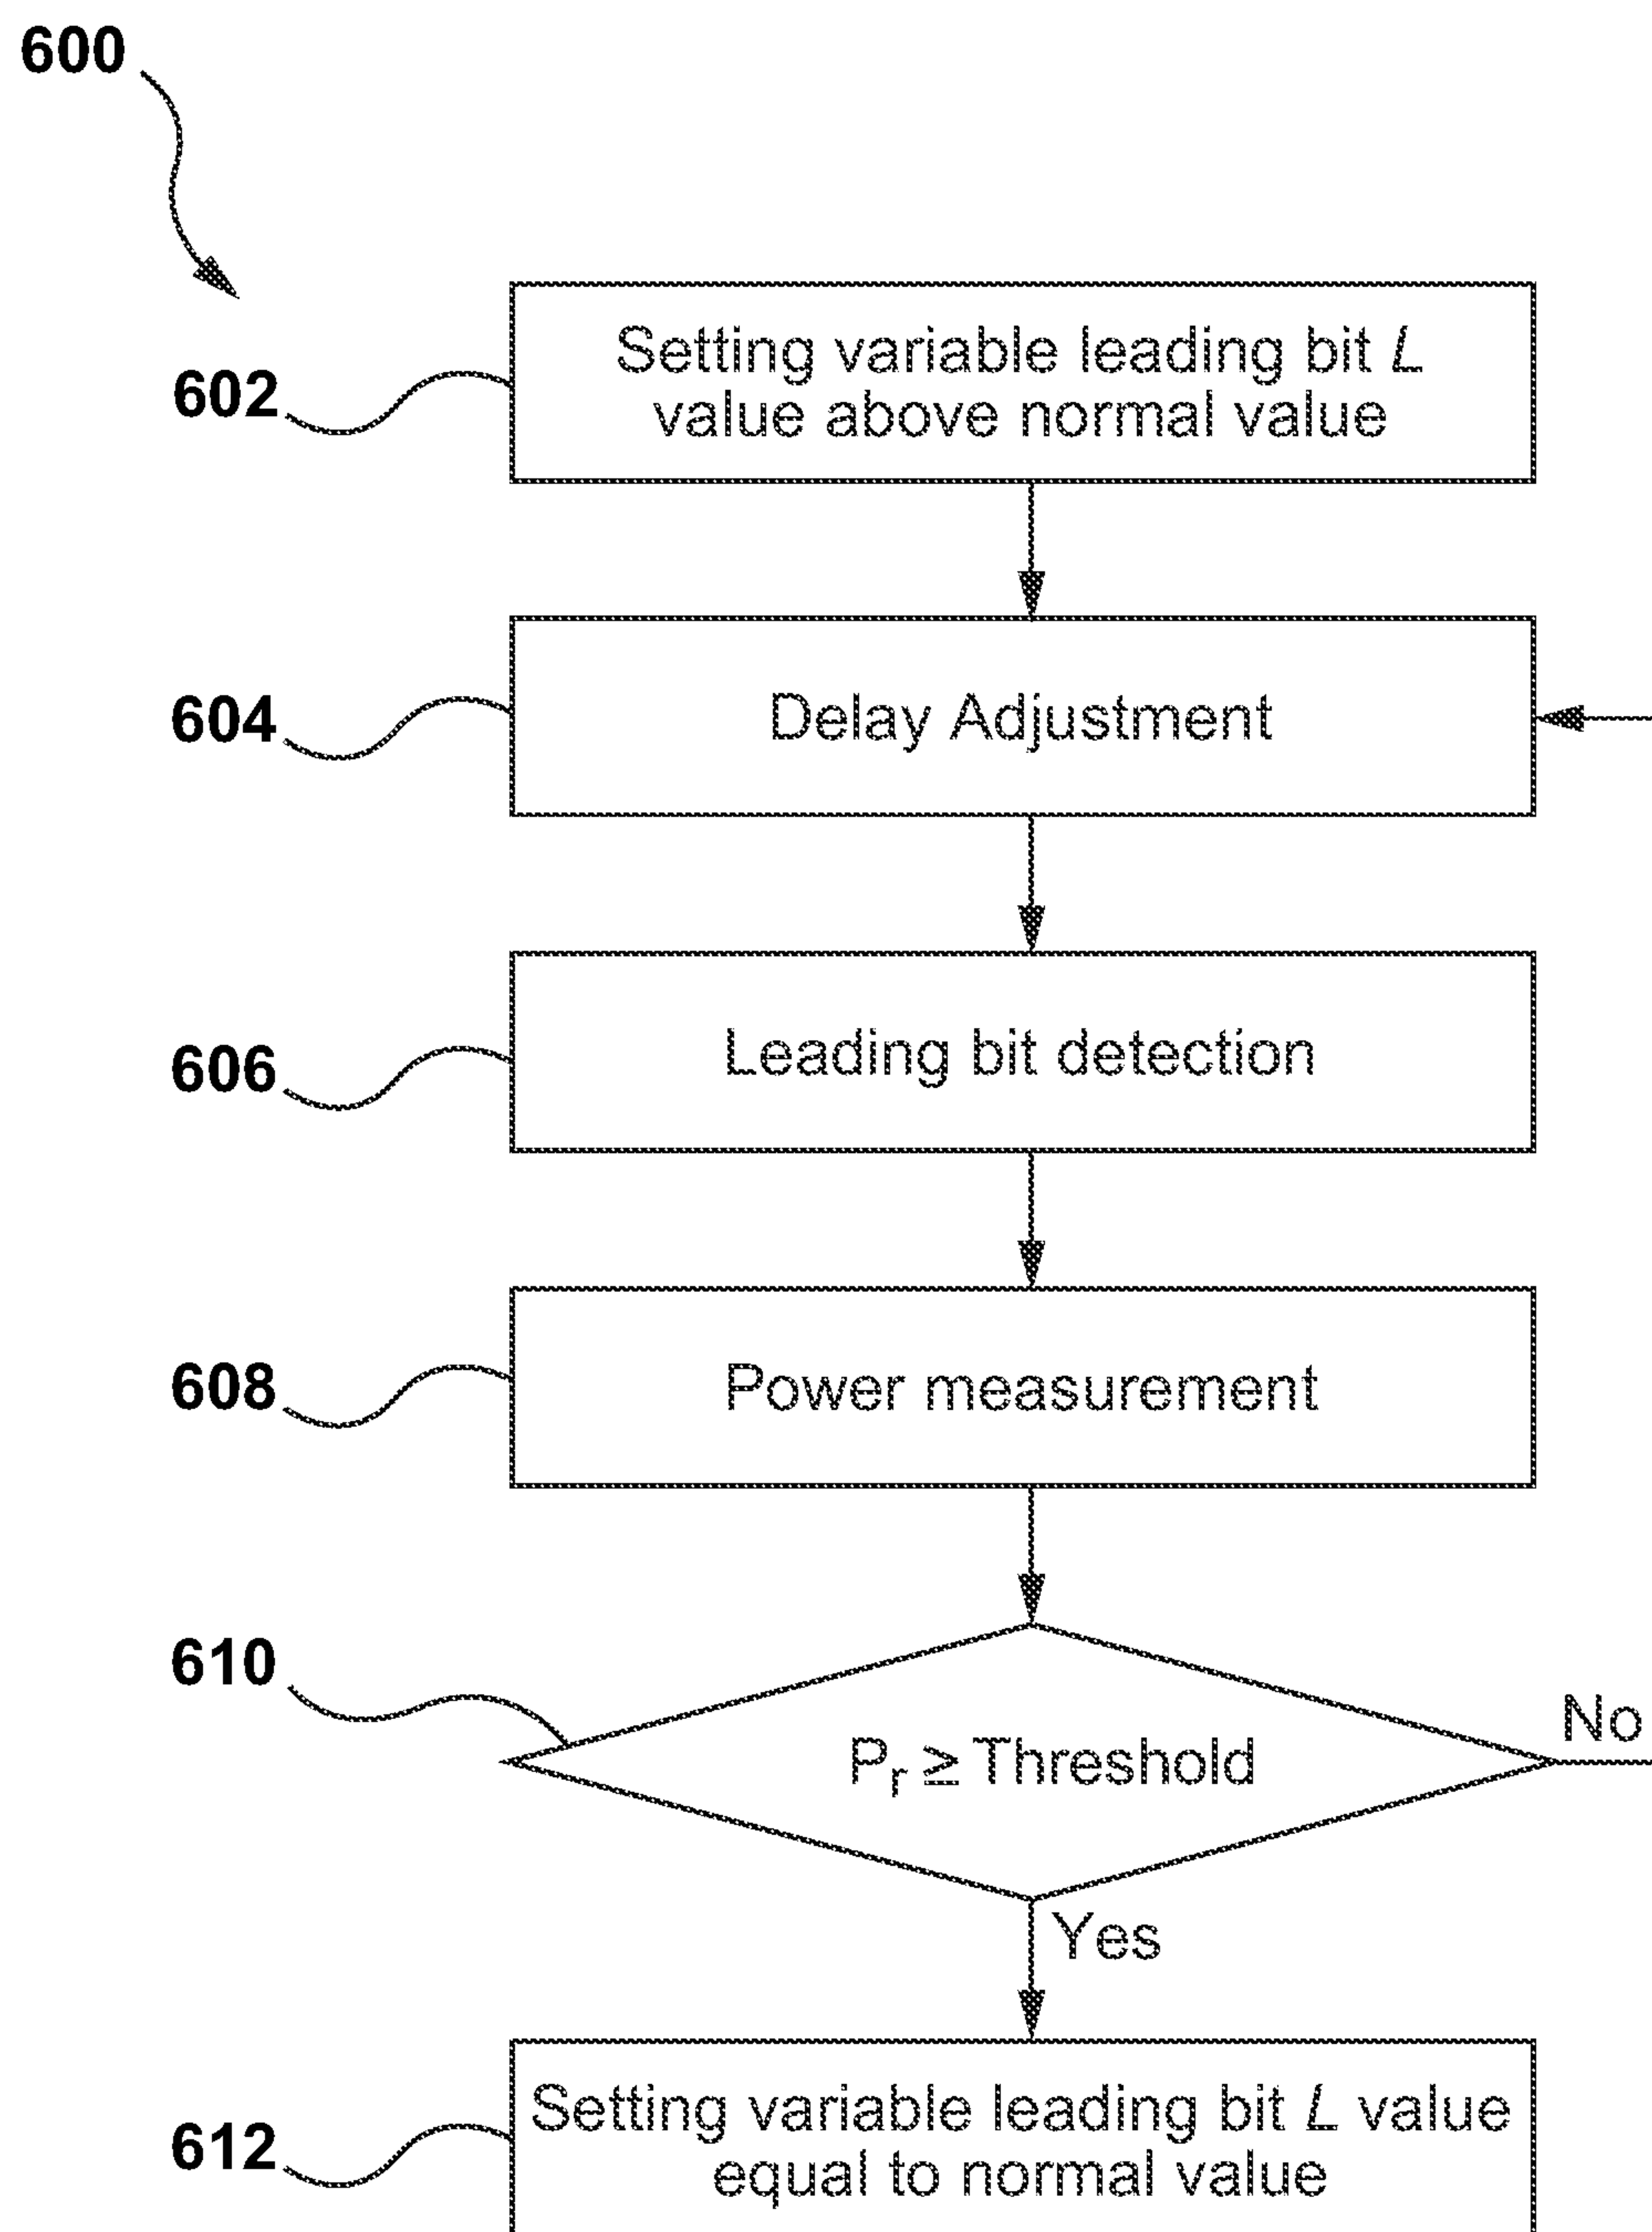 600
602
Setting variable leading bit L
value above normal value
604
Delay Adjustment
606
Leading bit detection
608
Power measurement
610
Pr ≥ Threshold
No
Yes
612
Setting variable leading bit L value
equal to normal value